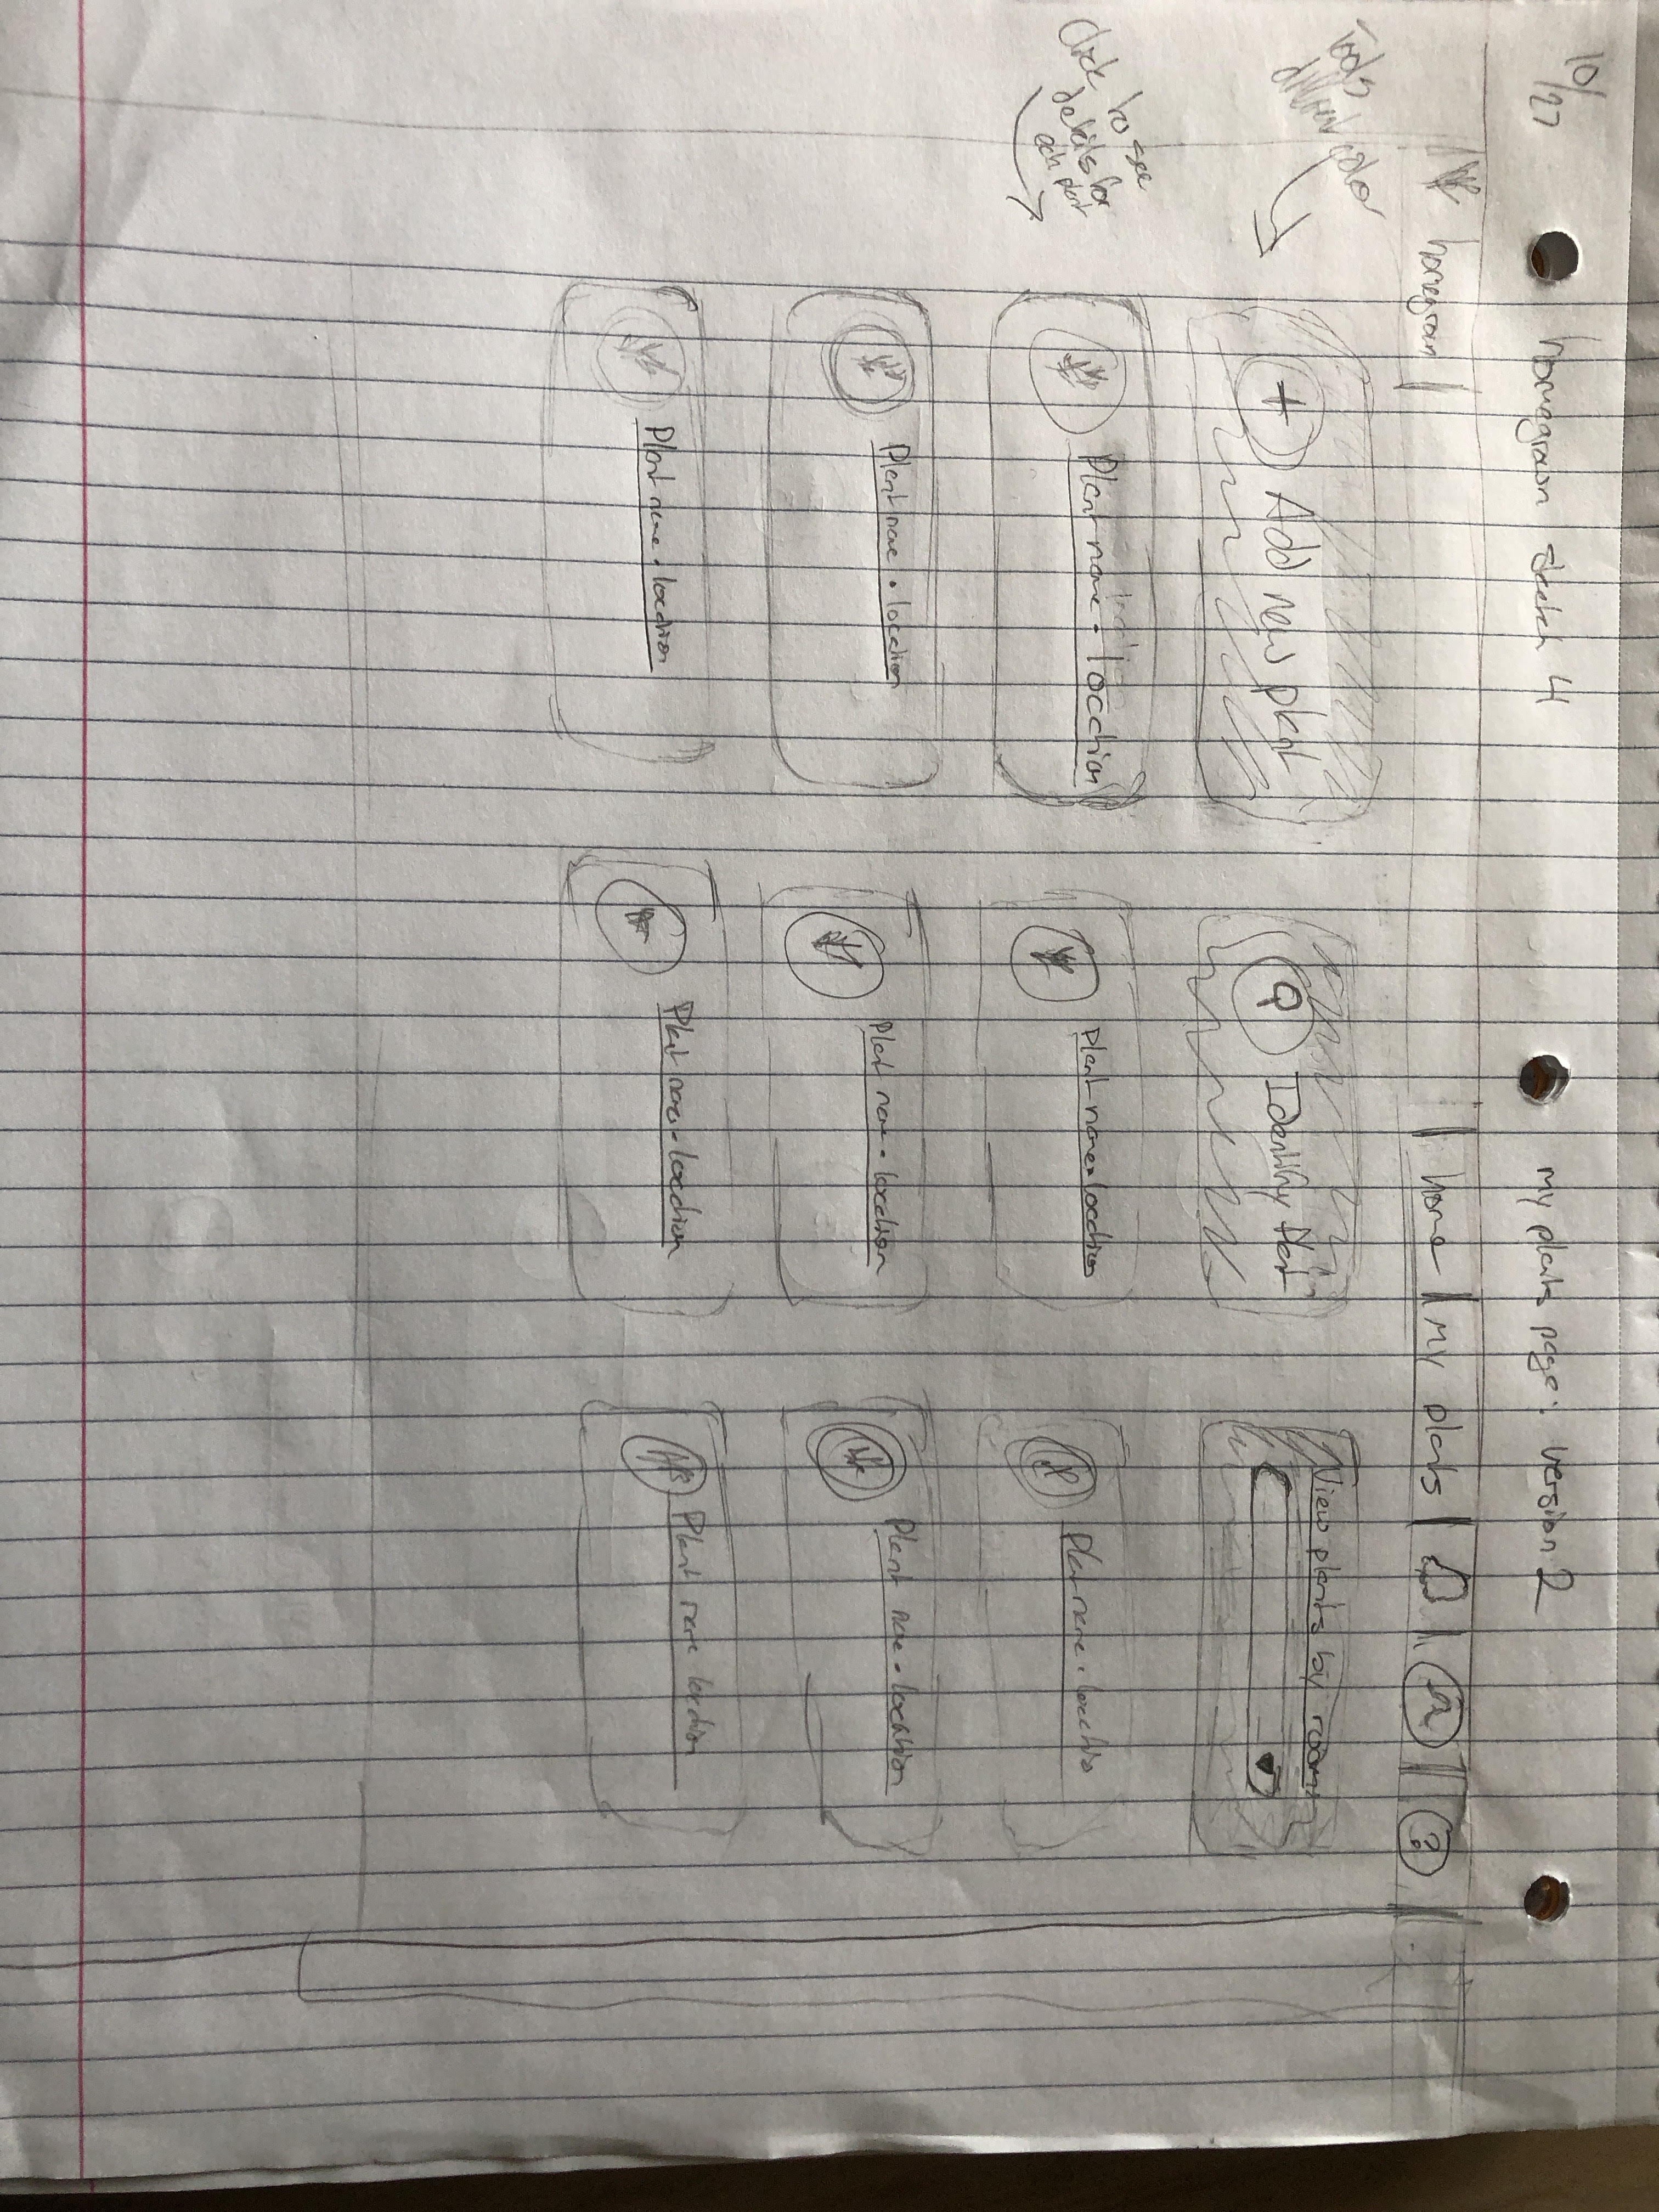 10/27
homegrown sketch 4
my plants page: version 2
homegrown
home | My plants
?
tools
different color
+ Add new plant
Identify Plant
View plants by room:
Click to see
details for
each plant
Plant name • location
Plant name • location
Plant name • locatio
Plant name • location
Plant name • location
Plant name • location
Plant name • location
Plant name • location
Plant name location